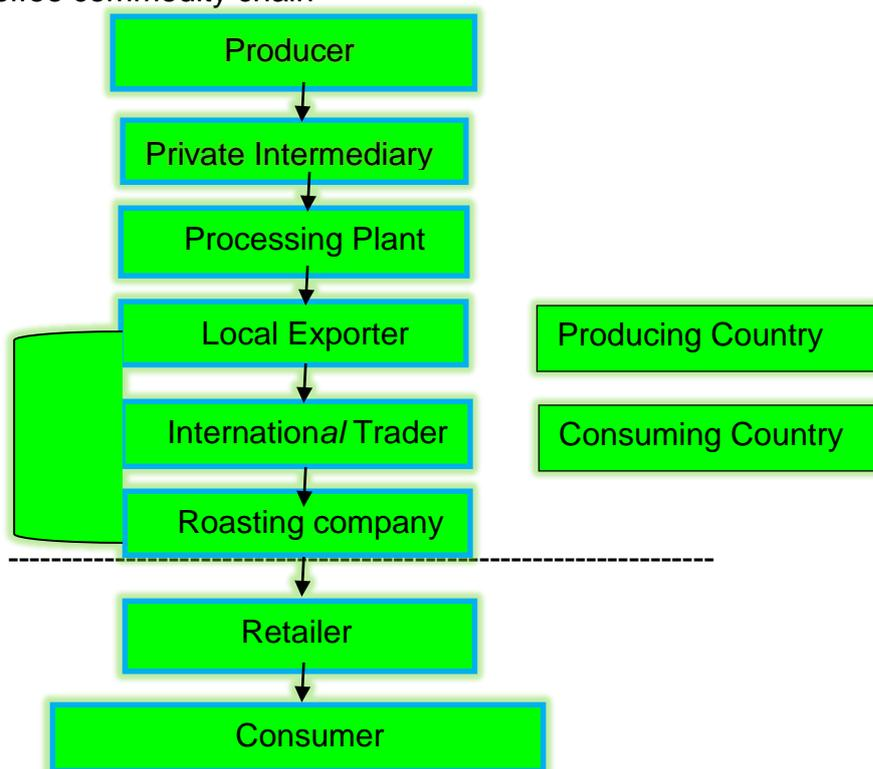 commodity chain
Producer
Private Intermediary
Processing Plant
Local Exporter
Producing Country
International Trader
Consuming Country
Roasting company
Retailer
Consumer